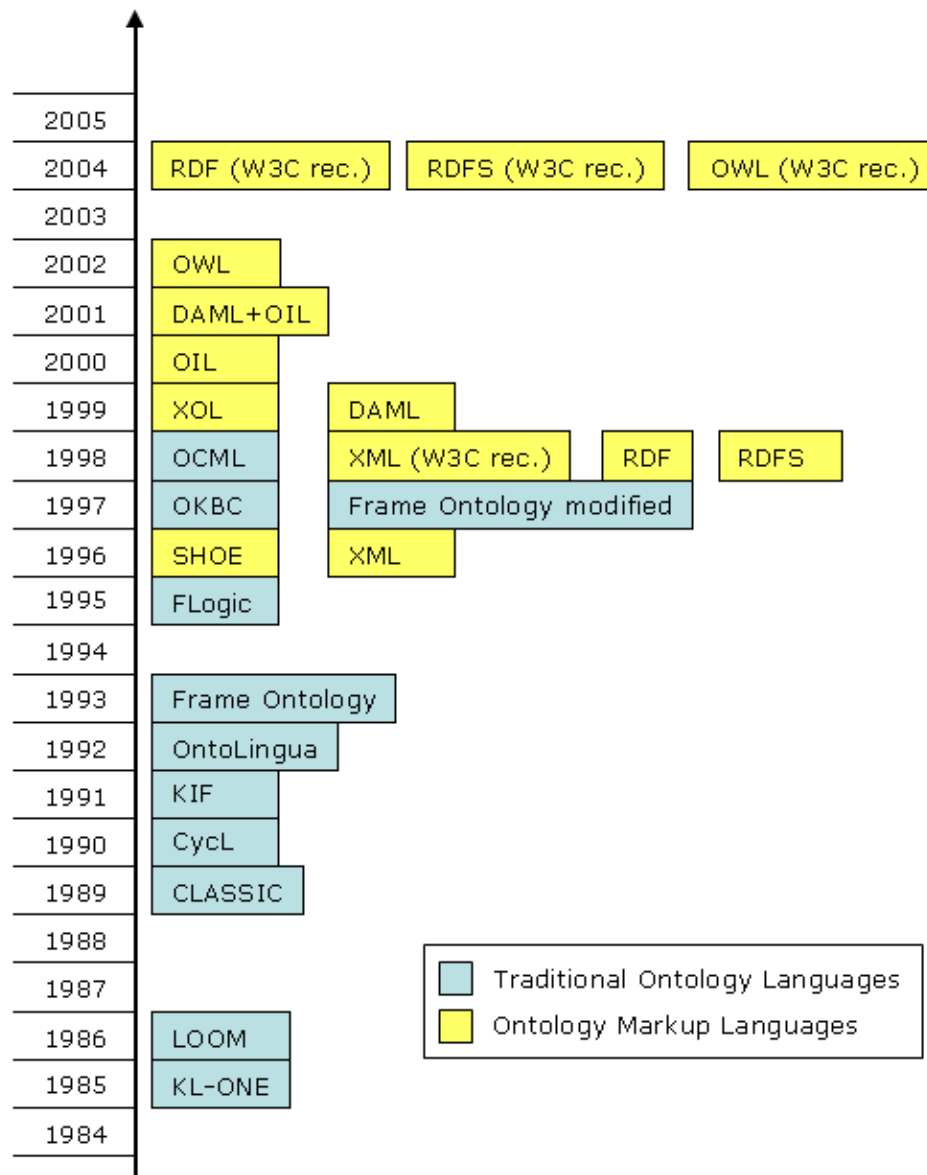 2005
2004 RDF (W3C rec.) RDFS (W3C rec.) OWL (W3C rec.)
2003
2002 OWL
2001 DAML+OIL
2000 OIL
1999 XOL DAML
1998 OCML XML (W3C rec.) RDF RDFS
1997 OKBC Frame Ontology modified
1996 SHOE XML
1995 FLogic
1994
1993 Frame Ontology
1992 OntoLingua
1991 KIF
1990 CycL
1989 CLASSIC
1988
1987
1986 LOOM
1985 KL-ONE
1984
Traditional Ontology Languages
Ontology Markup Languages